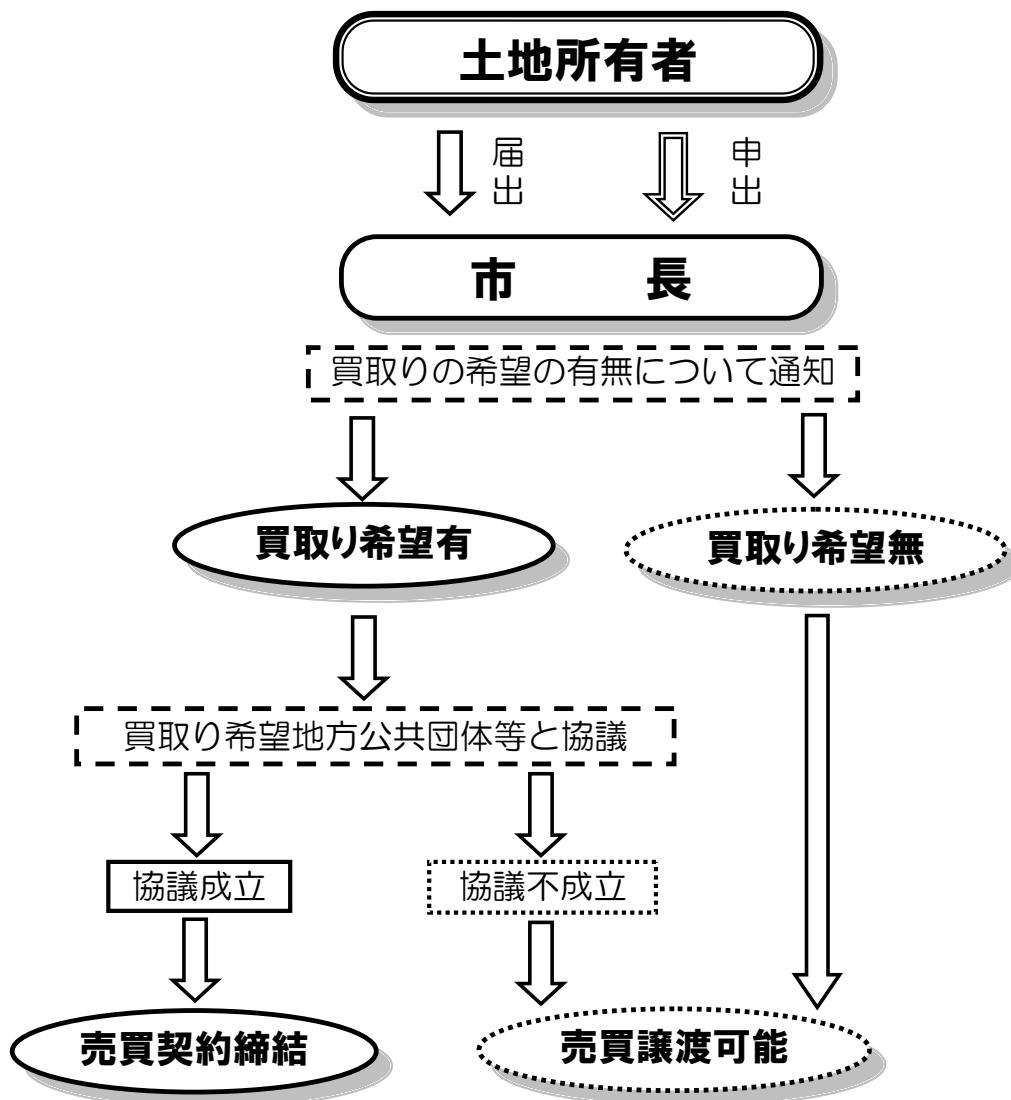 土地所有者
届出
申出
市　　長
買取りの希望の有無について通知
買取り希望有
買取り希望無
買取り希望地方公共団体等と協議
協議成立
協議不成立
売買契約締結
売買譲渡可能